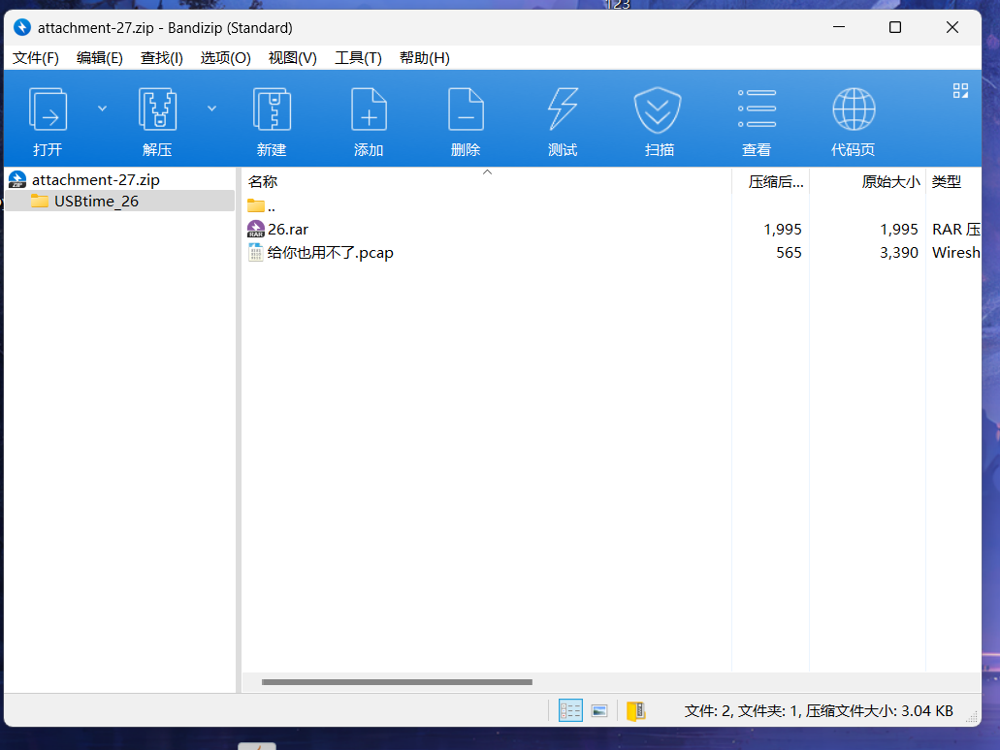 123
attachment-27.zip - Bandizip (Standard)
文件(F) 编辑(E) 查找(I) 选项(O) 视图(V) 工具(T) 帮助(H)
打开 解压 新建 添加 删除 测试 扫描 查看 代码页
attachment-27.zip
USBtime_26
名称 压缩后... 原始大小 类型
..
26.rar 1,995 1,995 RAR 压
给你也用不了.pcap 565 3,390 Wiresh
文件: 2, 文件夹: 1, 压缩文件大小: 3.04 KB